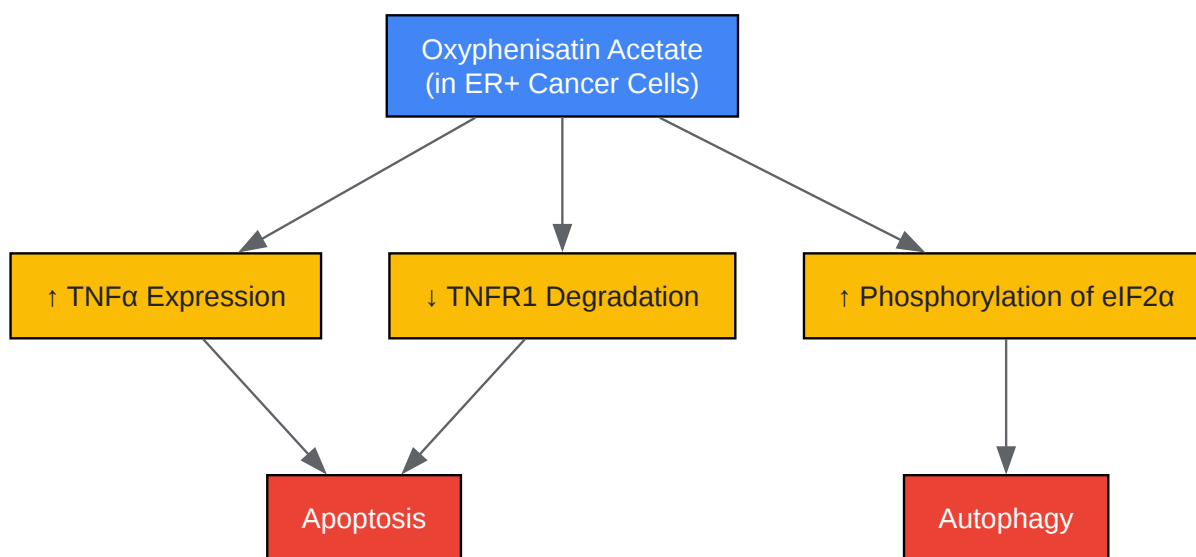 Oxyphenisatin Acetate
(in ER+ Cancer Cells)
↑ TNFα Expression
↓ TNFR1 Degradation
↑ Phosphorylation of eIF2α
Apoptosis
Autophagy